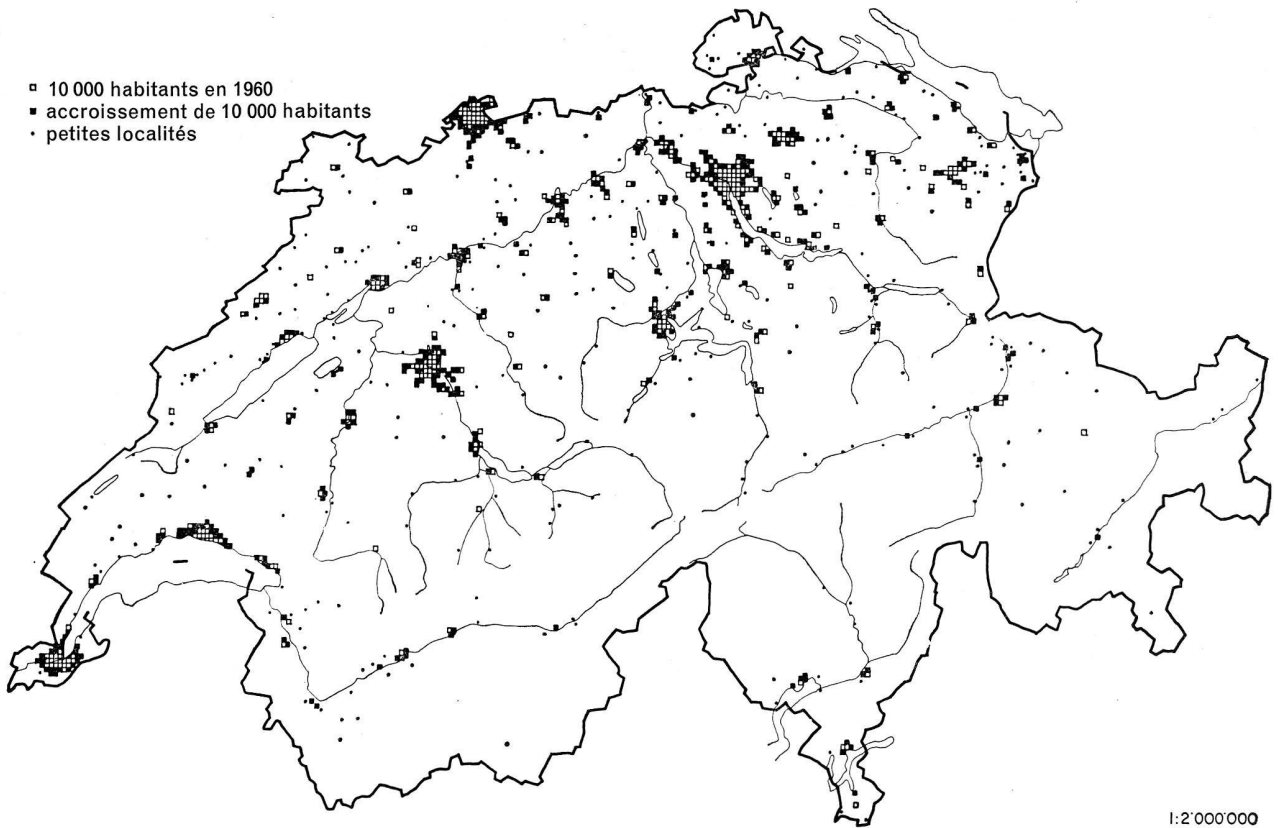 10 000 habitants en 1960
accroissement de 10 000 habitants
petites localités
1:2'000'000